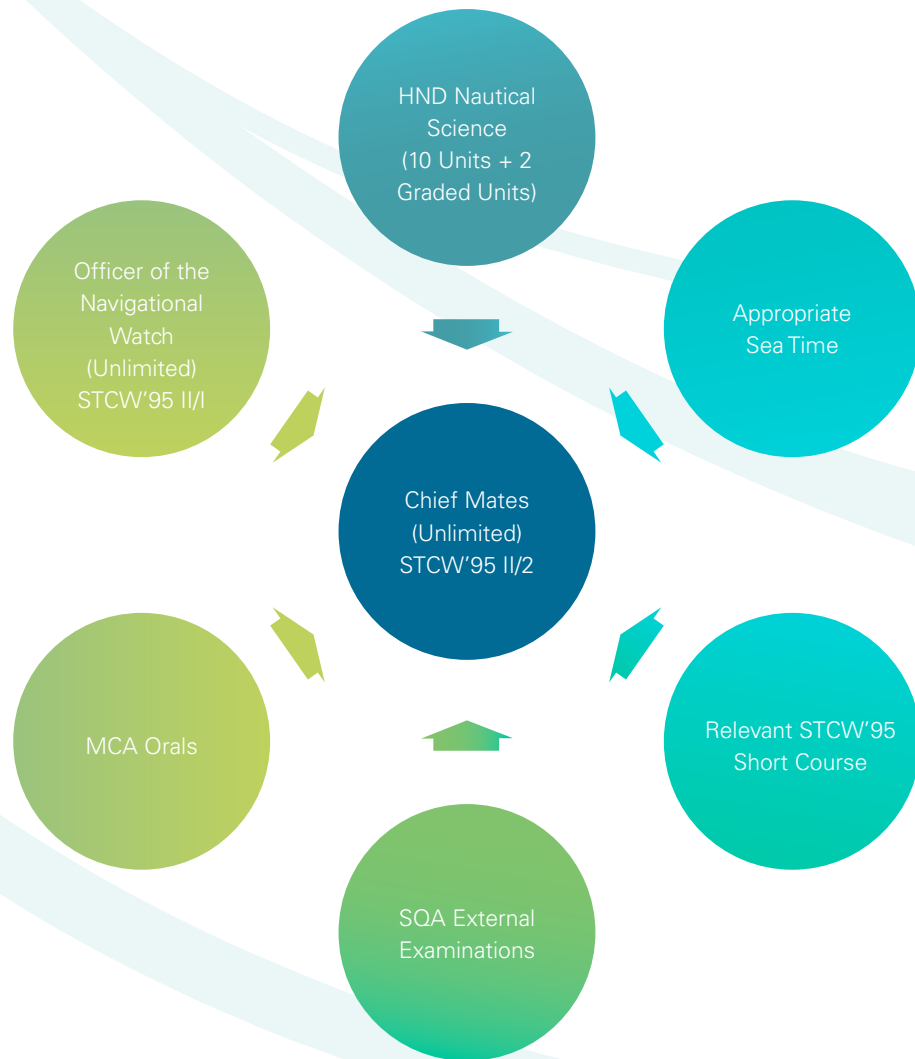 HND Nautical
Science
(10 Units + 2
Graded Units)
Officer of the
Navigational
Watch
(Unlimited)
STCW'95 II/I
Appropriate
Sea Time
Chief Mates
(Unlimited)
STCW'95 II/2
MCA Orals
Relevant STCW'95
Short Course
SQA External
Examinations